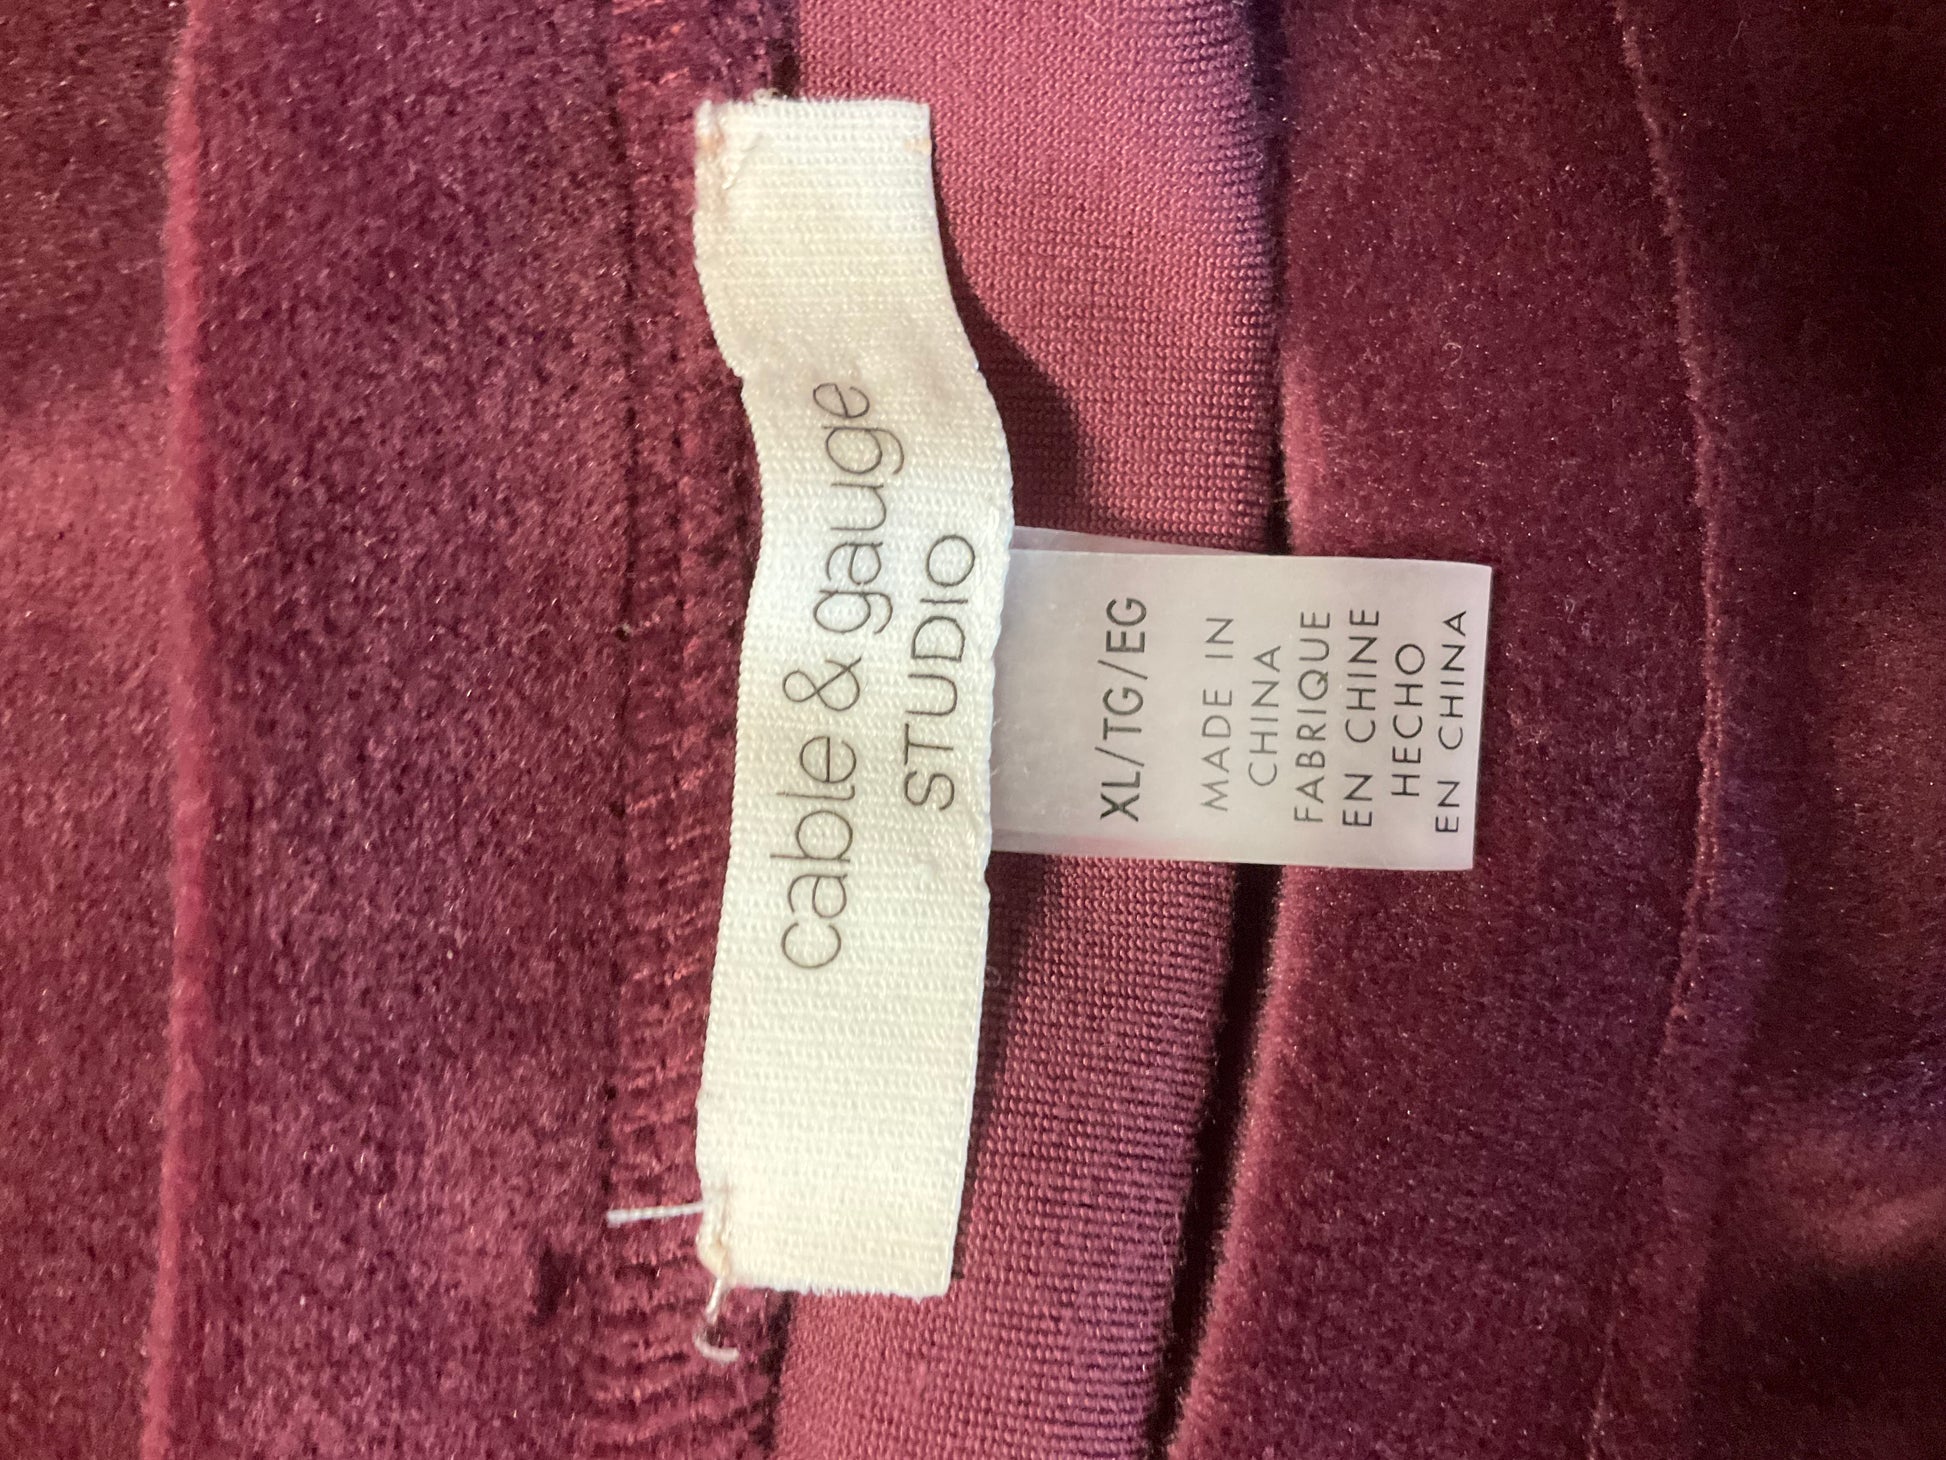 cable & gauge
STUDIO
XL/TG/EG
MADE IN
CHINA
FABRIQUE
EN CHINE
HECHO
EN CHINA